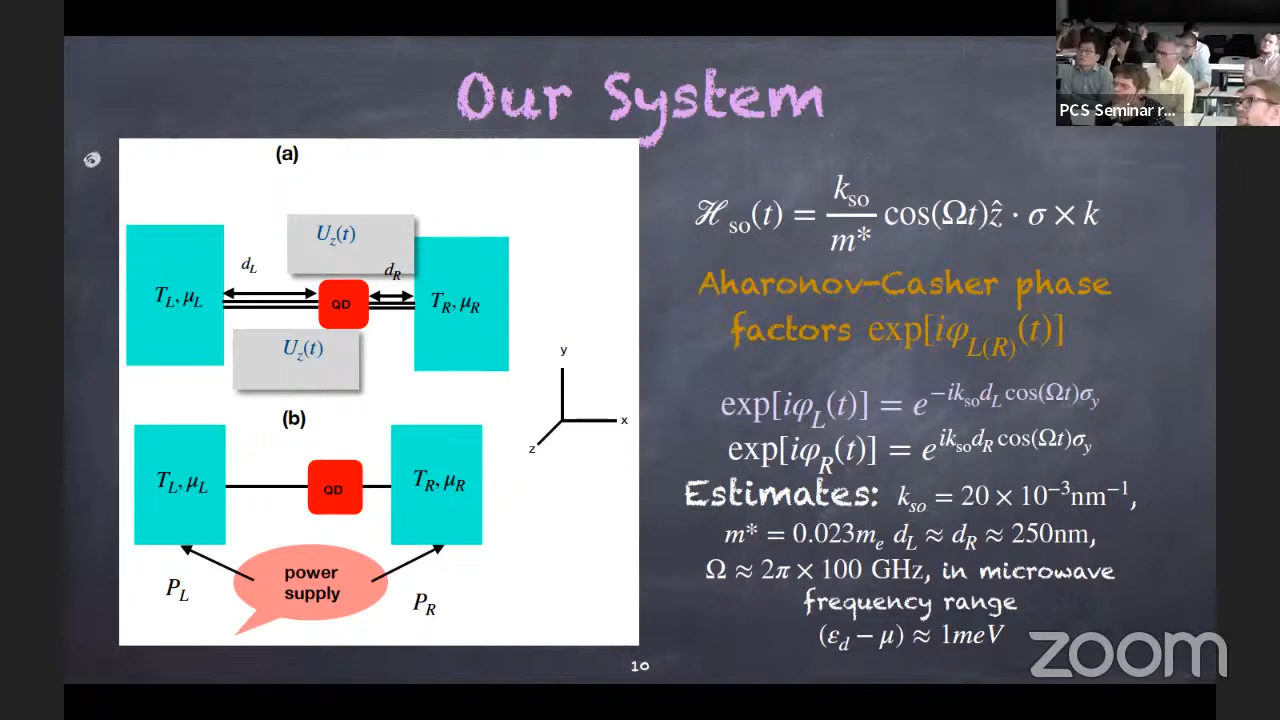 Our System
PCS Seminar r...
(a)
U_z(t)
d_L
d_R
T_L, μ_L
QD
T_R, μ_R
U_z(t)
y
x
z
(b)
T_L, μ_L
QD
T_R, μ_R
power
supply
P_L
P_R
ℋ_so(t) = k_so/m* cos(Ωt)ẑ · σ × k
Aharonov-Casher phase
factors exp[iφ_L(R)(t)]
exp[iφ_L(t)] = e^{-ik_so d_L cos(Ωt)σ_y}
exp[iφ_R(t)] = e^{ik_so d_R cos(Ωt)σ_y}
Estimates: k_so = 20 × 10^{-3}nm^{-1},
m* = 0.023m_e d_L ≈ d_R ≈ 250nm,
Ω ≈ 2π × 100 GHz, in microwave
frequency range
(ε_d − μ) ≈ 1meV
10
zoom